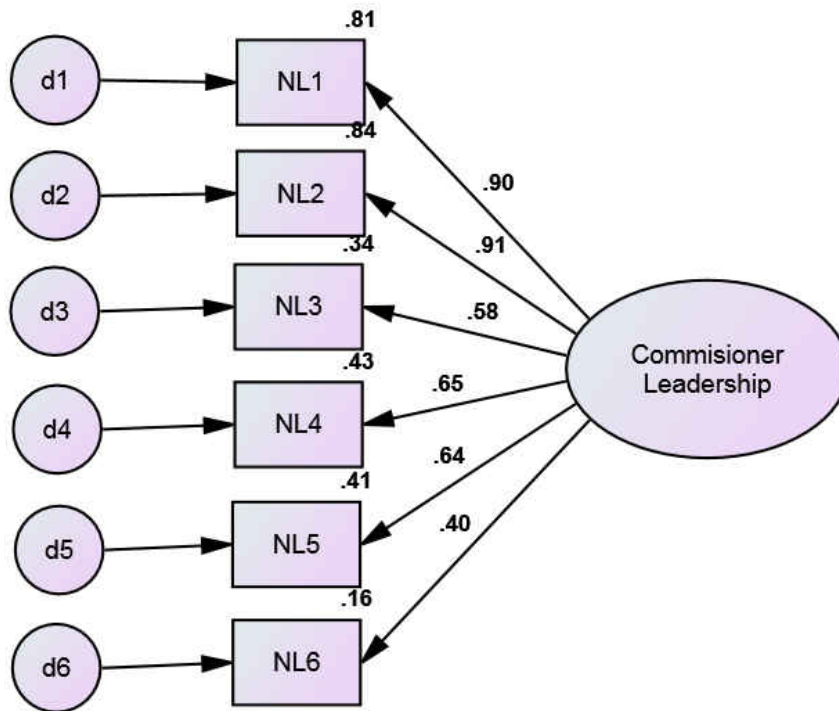 .81
d1
NL1
.84
.90
d2
NL2
.34
.91
d3
NL3
.58
Commisioner
Leadership
.43
.65
d4
NL4
.41
.64
d5
NL5
.40
.16
d6
NL6